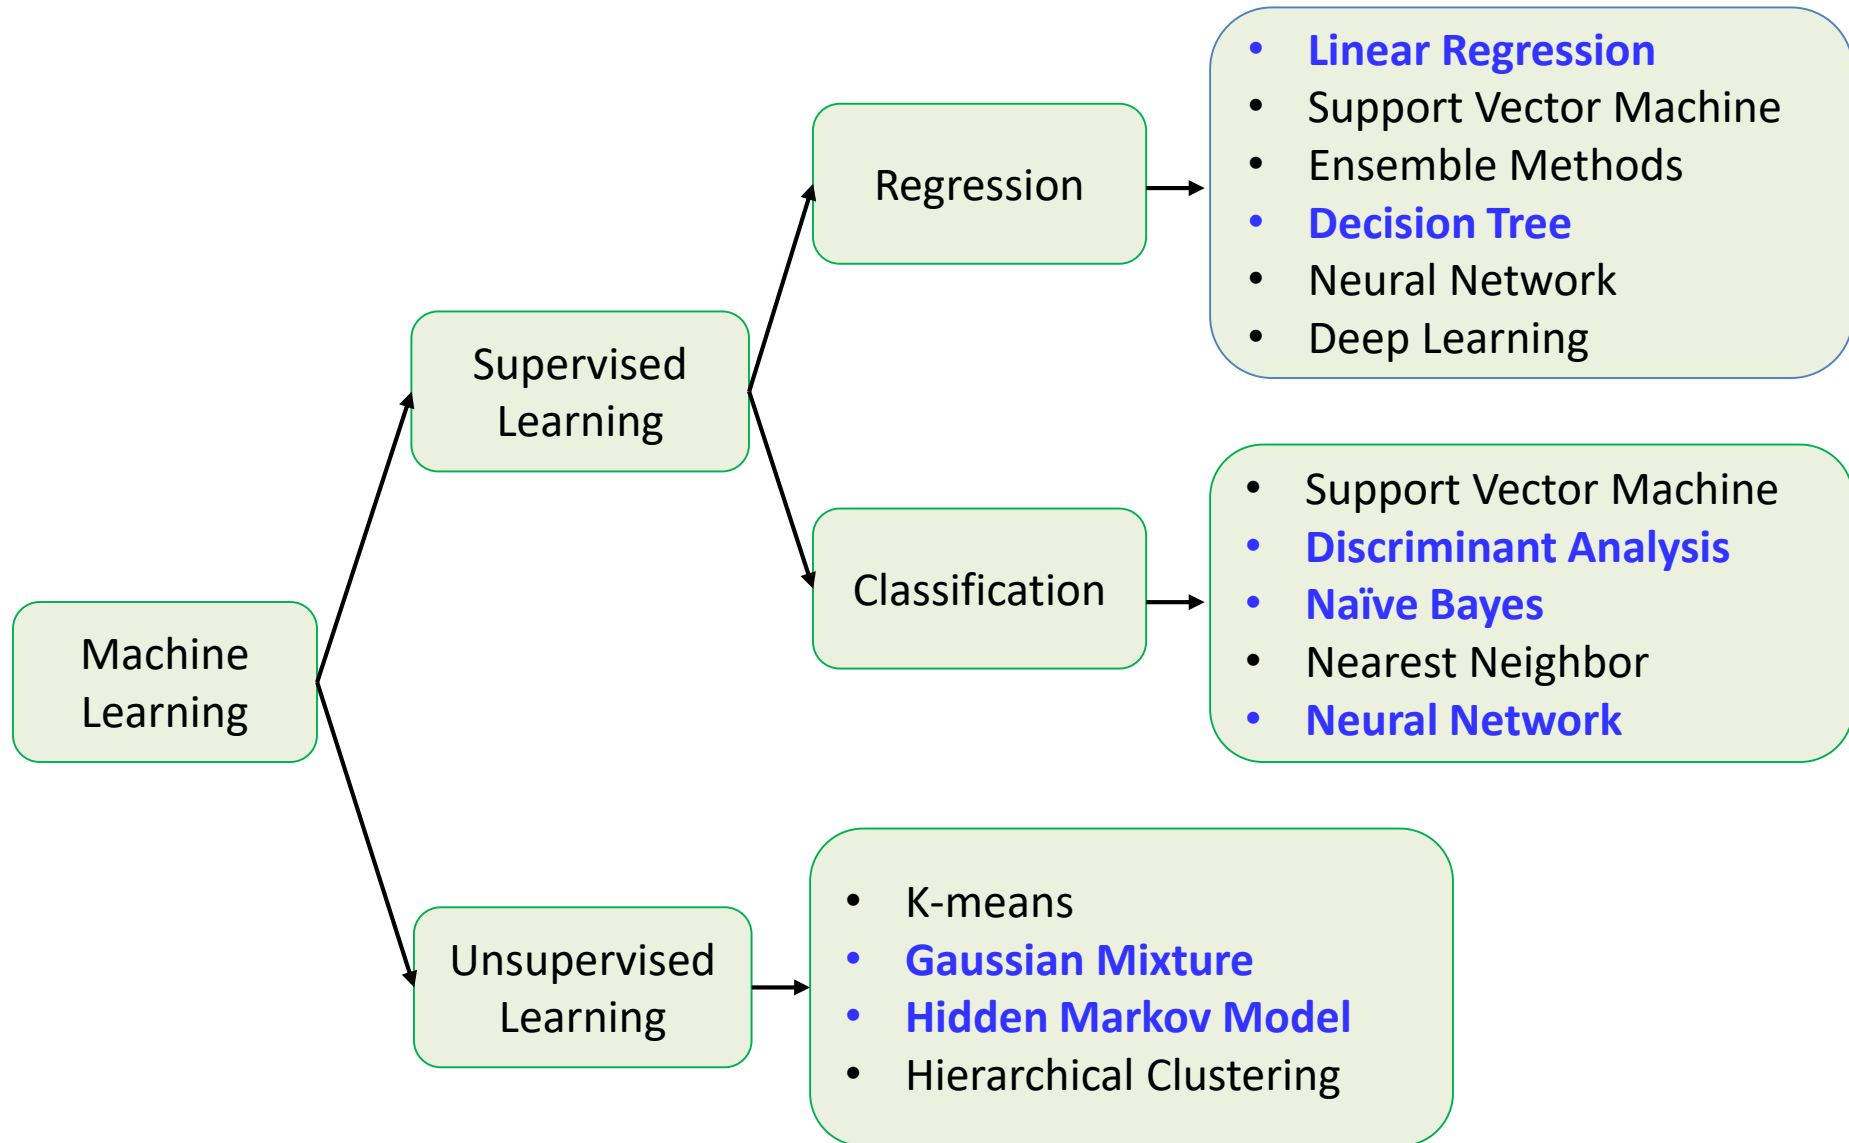 Machine
Learning
Supervised
Learning
Regression
• Linear Regression
• Support Vector Machine
• Ensemble Methods
• Decision Tree
• Neural Network
• Deep Learning
Classification
• Support Vector Machine
• Discriminant Analysis
• Naïve Bayes
• Nearest Neighbor
• Neural Network
Unsupervised
Learning
• K-means
• Gaussian Mixture
• Hidden Markov Model
• Hierarchical Clustering